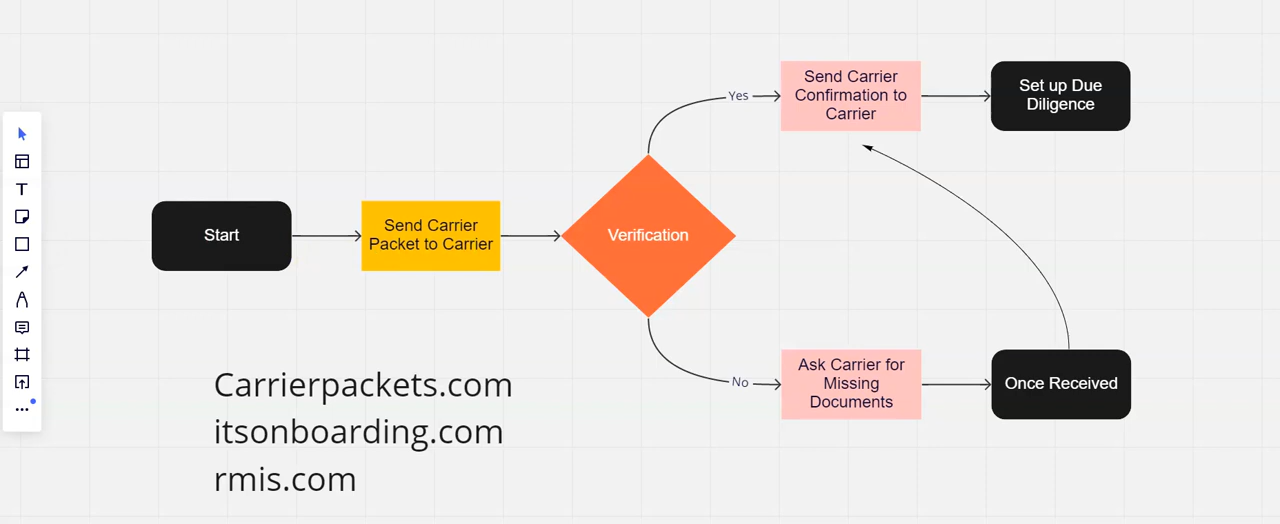 Start
Send Carrier
Packet to Carrier
Verification
Yes
Send Carrier
Confirmation to
Carrier
Set up Due
Diligence
No
Ask Carrier for
Missing
Documents
Once Received
Carrierpackets.com
itsonboarding.com
rmis.com